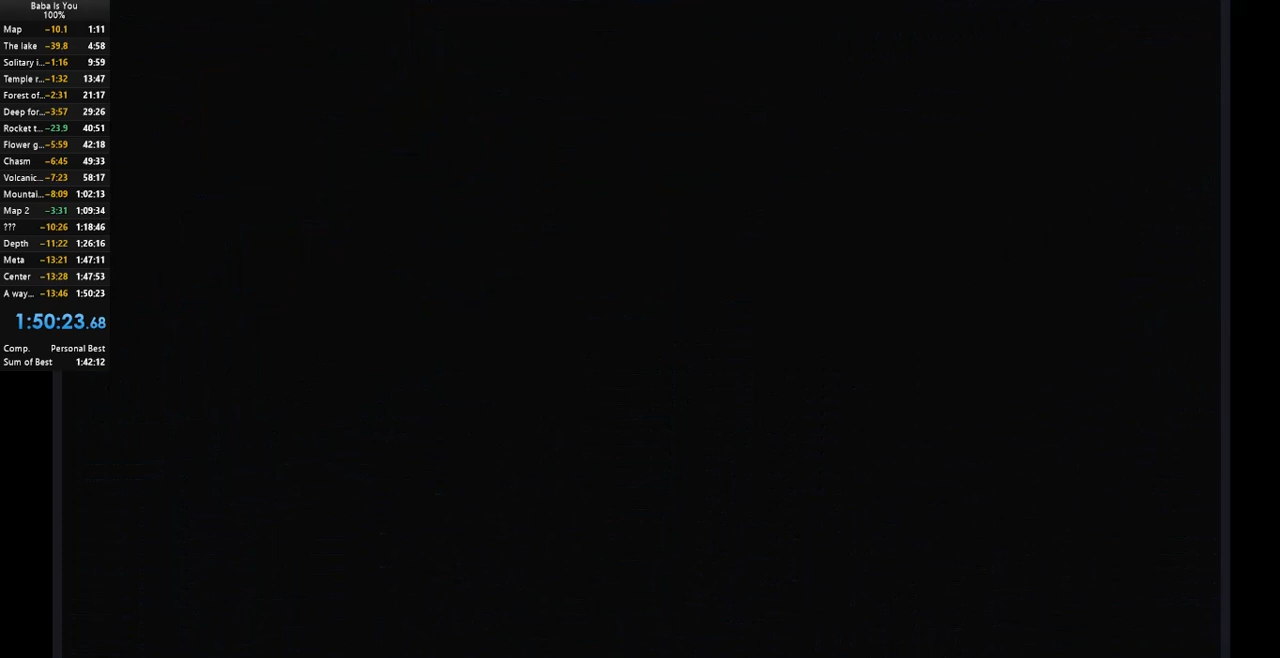 Baba Is You
100%
Map −10.1 1:11
The lake −39.8 4:58
Solitary i... −1:16 9:59
Temple r... −1:32 13:47
Forest of... −2:31 21:17
Deep for... −3:57 29:26
Rocket t... −23.9 40:51
Flower g... −5:59 42:18
Chasm −6:45 49:33
Volcanic... −7:23 58:17
Mountai... −8:09 1:02:13
Map 2 −3:31 1:09:34
??? −10:26 1:18:46
Depth −11:22 1:26:16
Meta −13:21 1:47:11
Center −13:28 1:47:53
A way... −13:46 1:50:23
1:50:23.68
Comp. Personal Best
Sum of Best 1:42:12